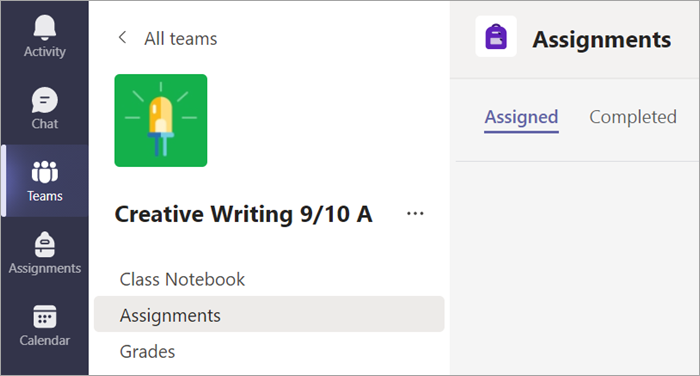 Activity
Chat
Teams
Assignments
Calendar
All teams
Creative Writing 9/10 A
Class Notebook
Assignments
Grades
Assignments
Assigned Completed